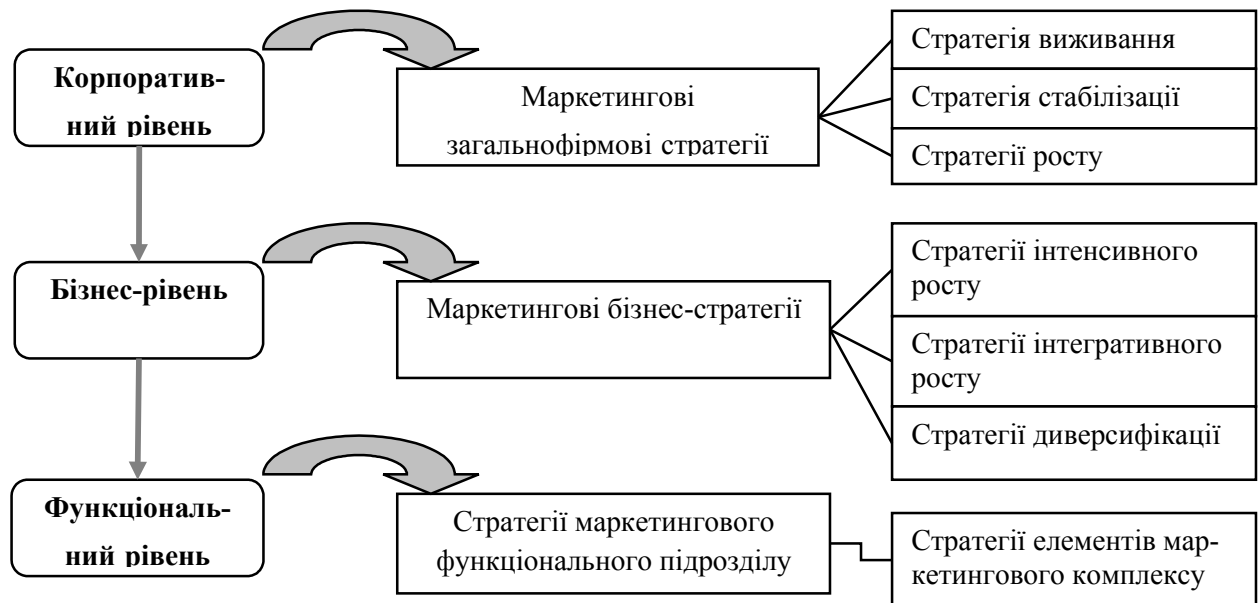 Корпоратив-
ний рівень
Маркетингові
загальнофірмові стратегії
Стратегія виживання
Стратегія стабілізації
Стратегії росту
Бізнес-рівень
Маркетингові бізнес-стратегії
Стратегії інтенсивного
росту
Стратегії інтегративного
росту
Стратегії диверсифікації
Функціональ-
ний рівень
Стратегії маркетингового
функціонального підрозділу
Стратегії елементів мар-
кетингового комплексу